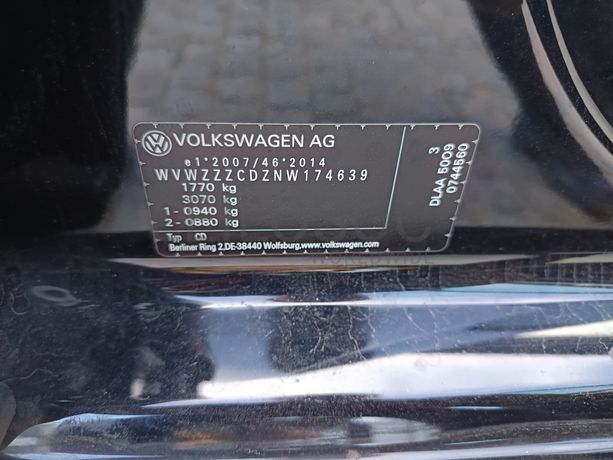 VOLKSWAGEN AG
e1*2007/46*2014
WVWZZZCDZNW174639
1770 kg
3070 kg
1 - 0940 kg
2 - 0880 kg
Typ CD
Berliner Ring 2,DE-38440 Wolfsburg,www.volkswagen.com
3
DLAA 5009
0744560